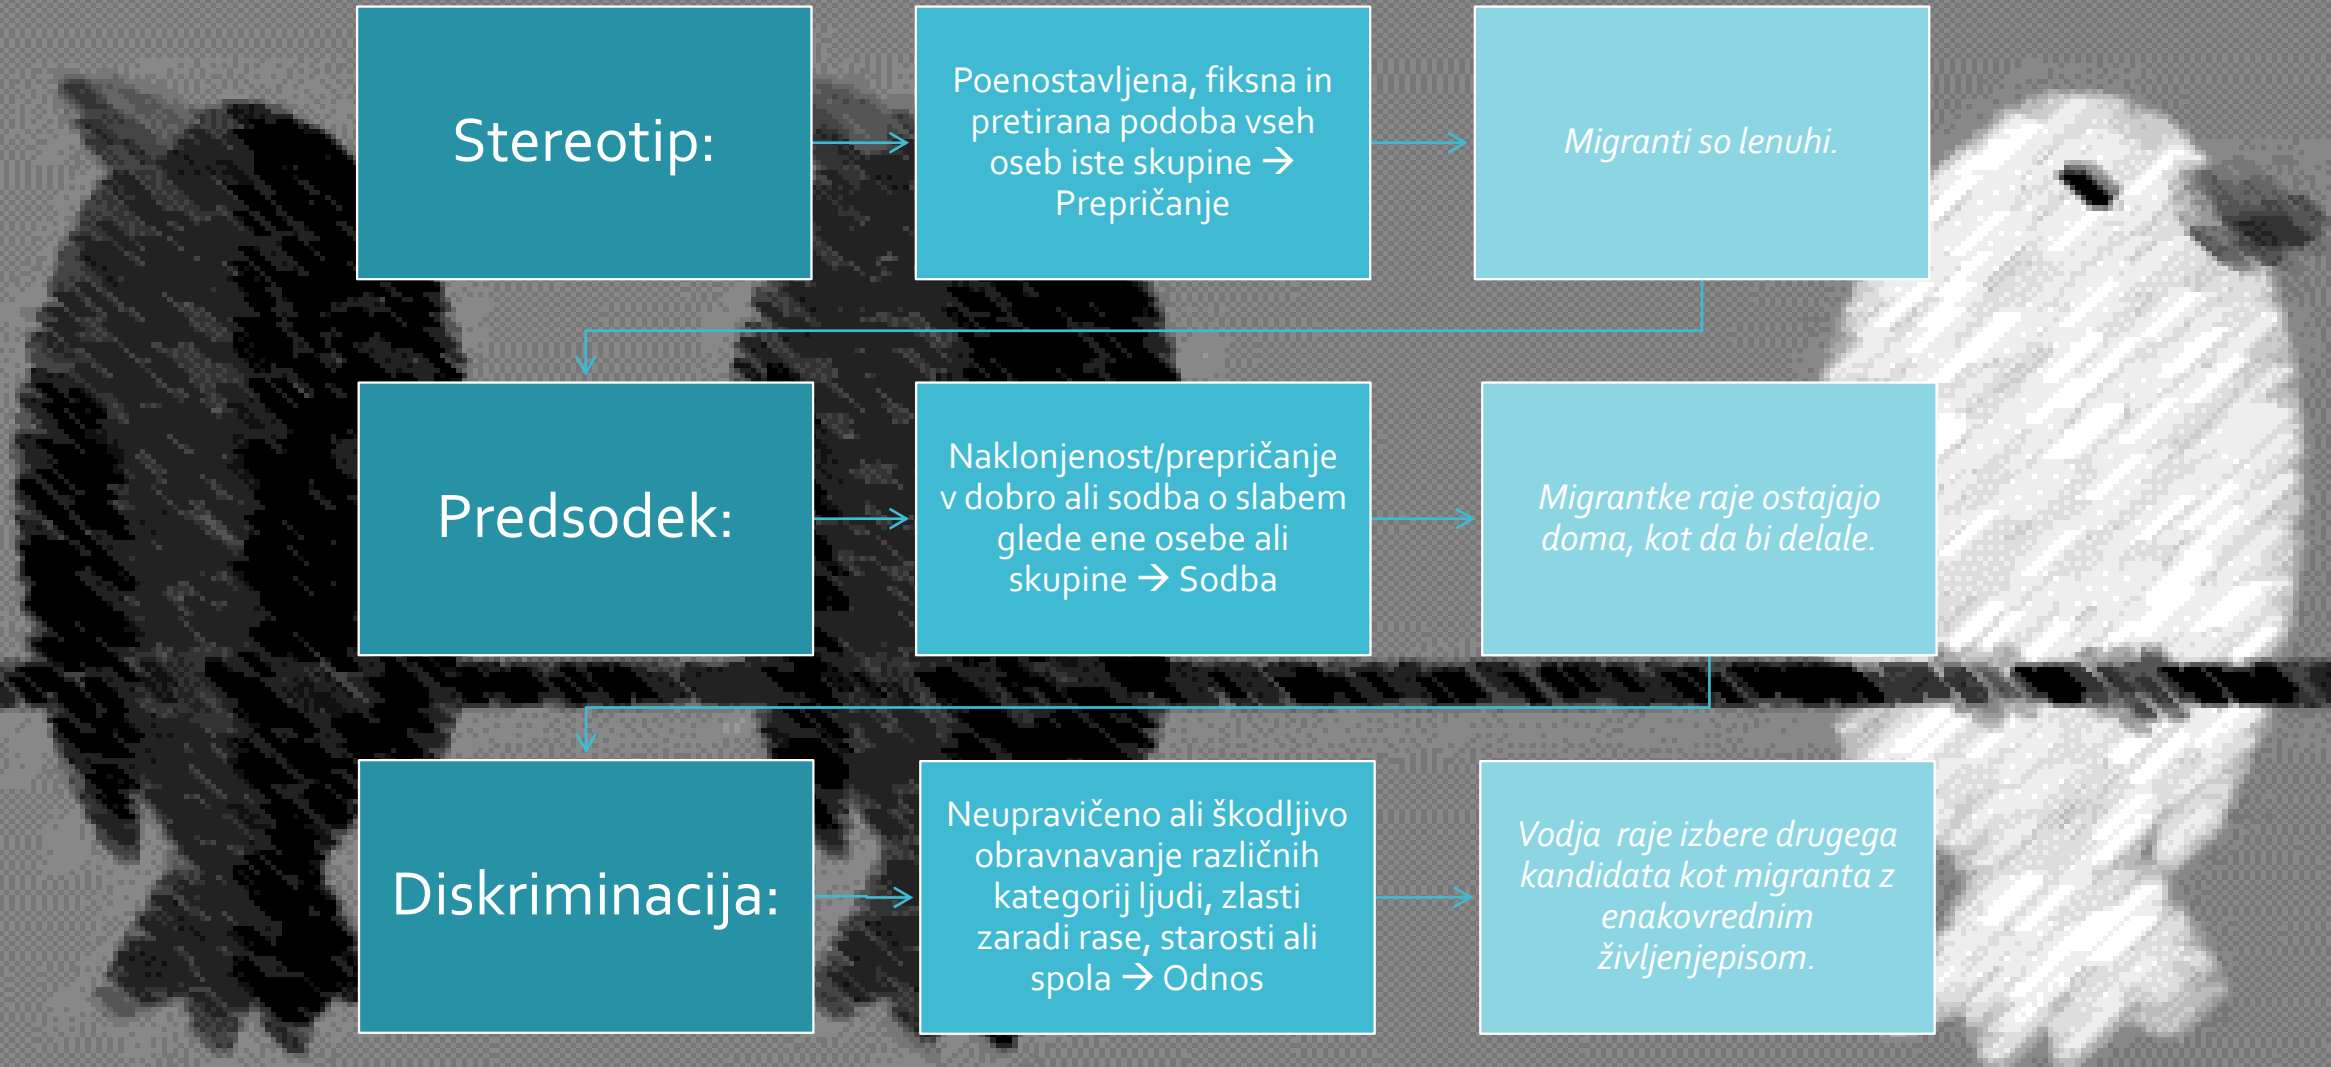 Stereotip:
Poenostavljena, fiksna in
pretirana podoba vseh
oseb iste skupine →
Prepričanje
Migranti so lenuhi.
Predsodek:
Naklonjenost/prepričanje
v dobro ali sodba o slabem
glede ene osebe ali
skupine → Sodba
Migrantke raje ostajajo
doma, kot da bi delale.
Diskriminacija:
Neupravičeno ali škodljivo
obravnavanje različnih
kategorij ljudi, zlasti
zaradi rase, starosti ali
spola → Odnos
Vodja  raje izbere drugega
kandidata kot migranta z
enakovrednim
življenjepisom.